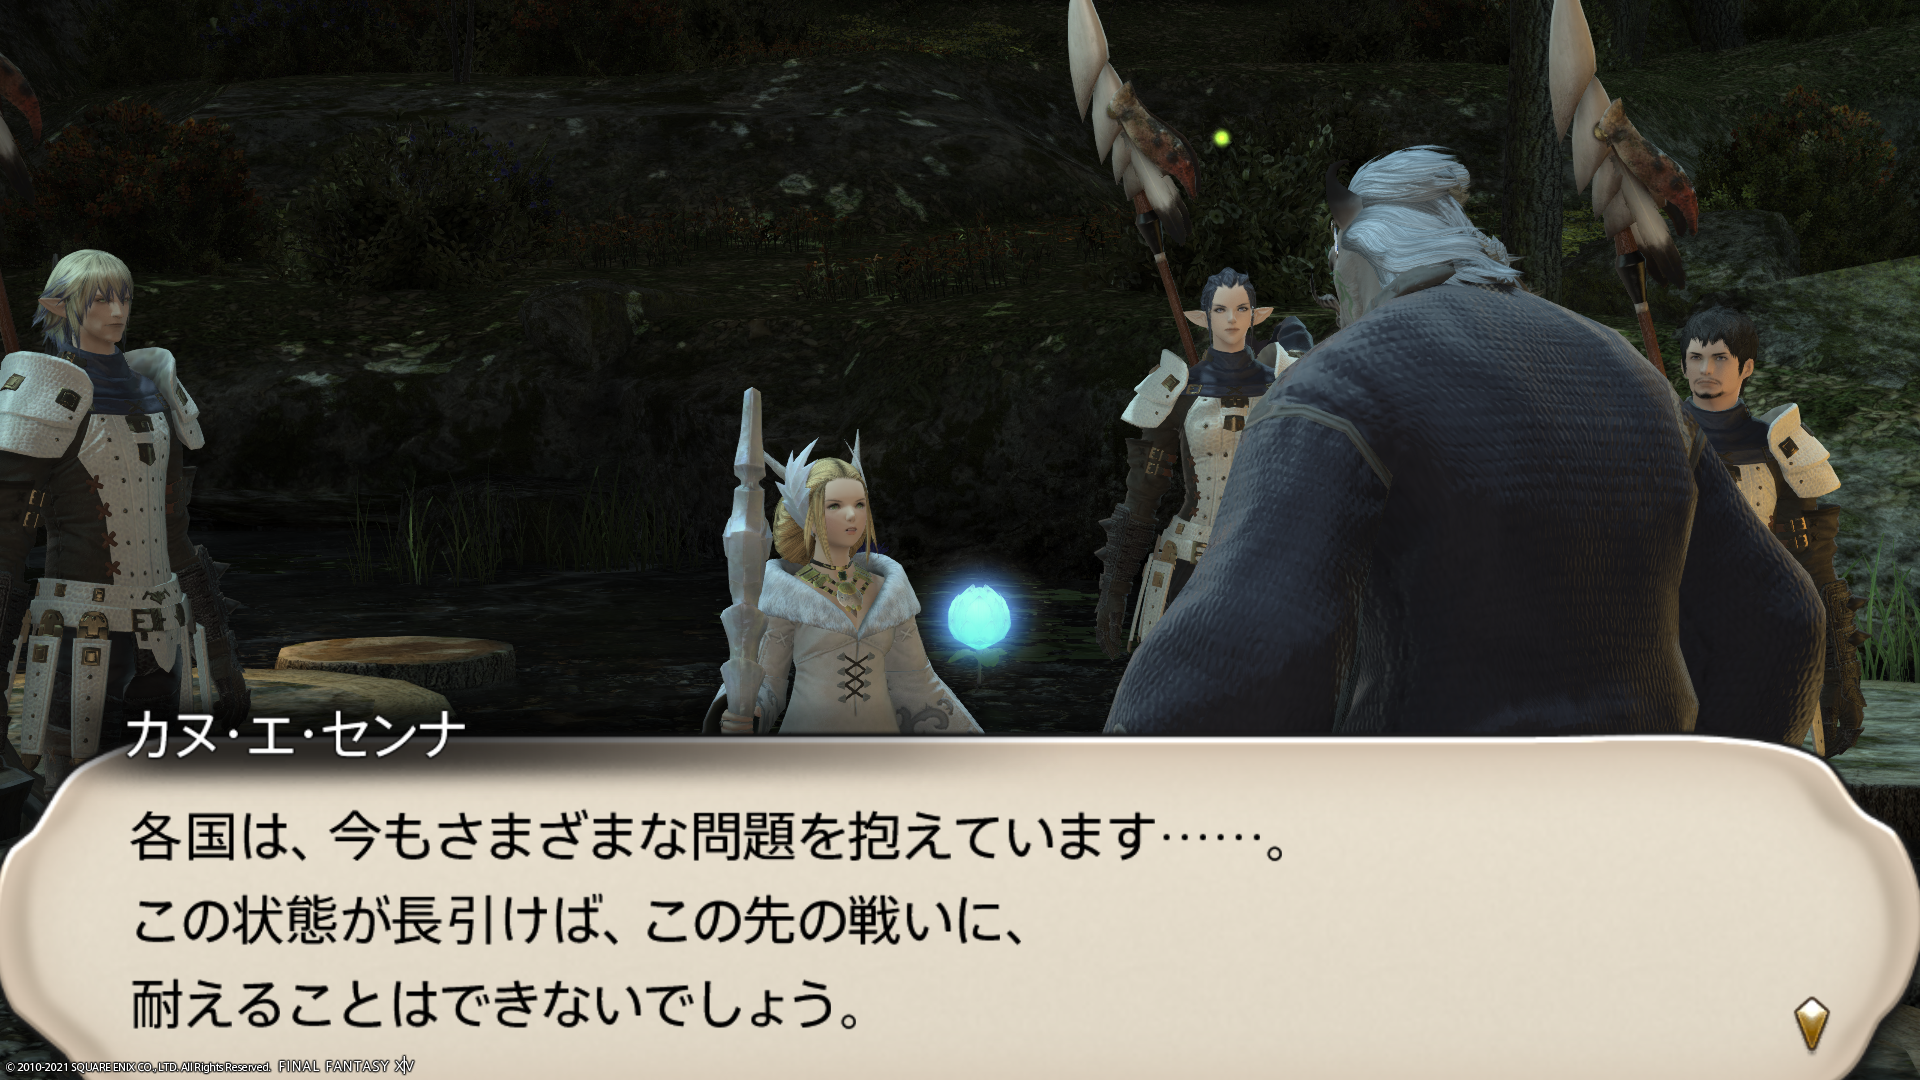 カヌ・エ・センナ
各国は、今もさまざまな問題を抱えています……。
この状態が長引けば、この先の戦いに、
耐えることはできないでしょう。
© 2010-2021 SQUARE ENIX CO., LTD. All Rights Reserved. FINAL FANTASY XIV